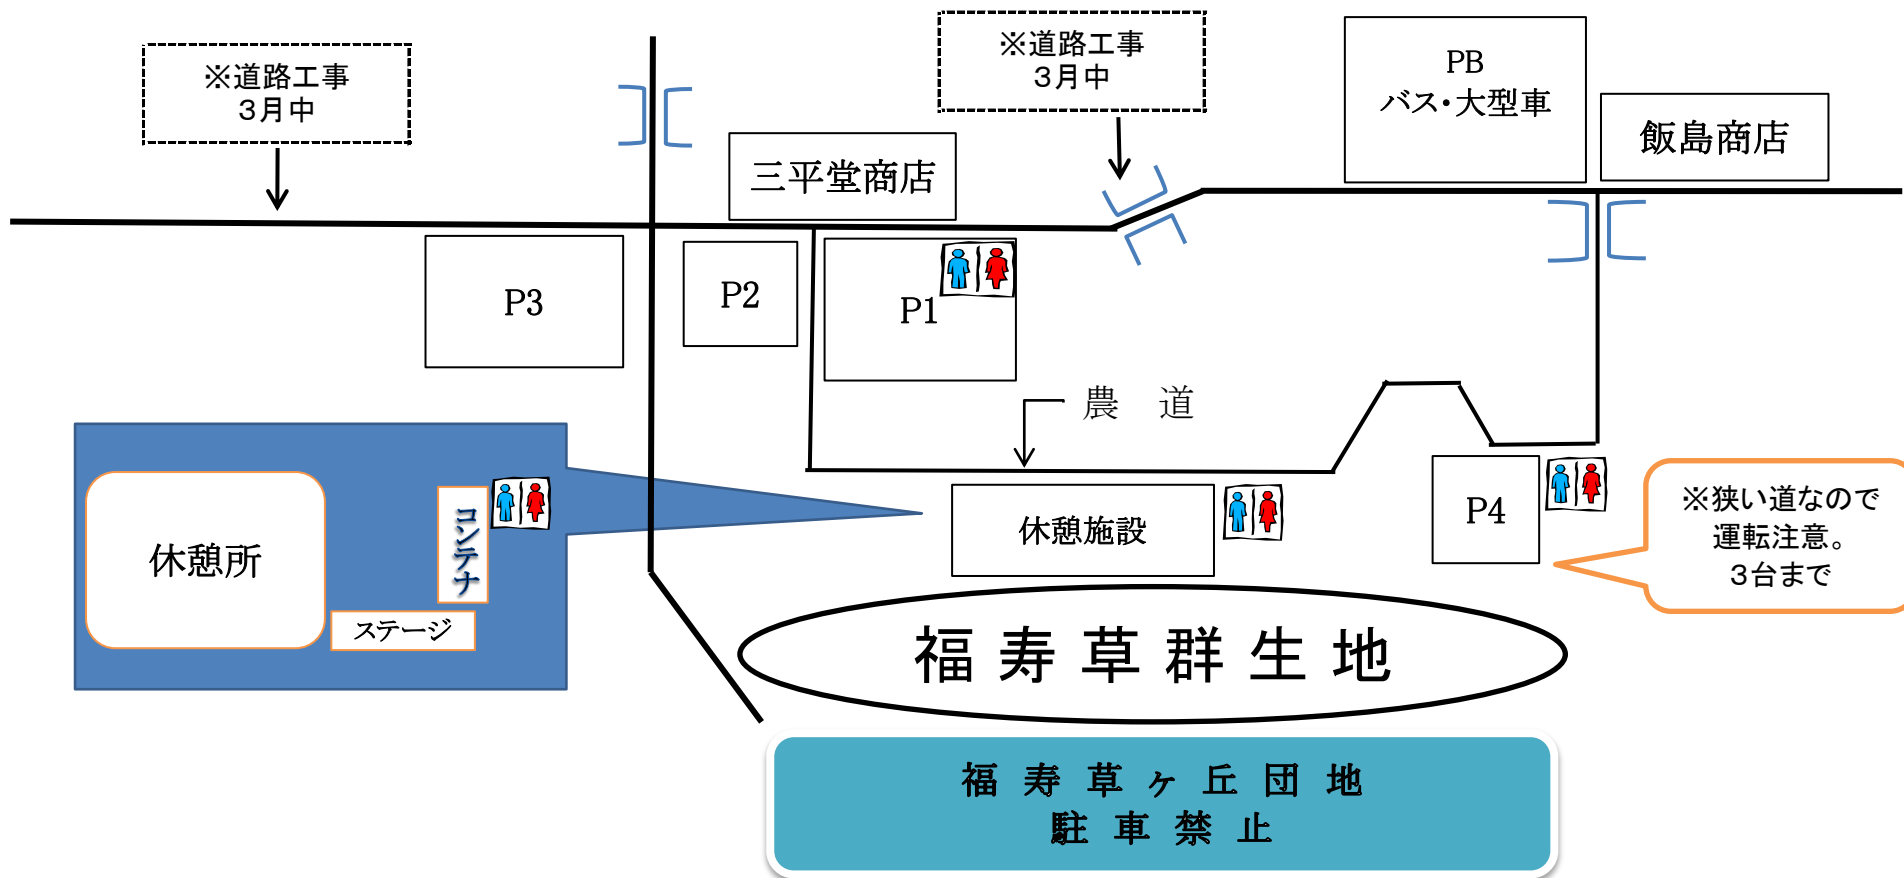 ※道路工事
３月中
※道路工事
３月中
PB
バス・大型車
飯島商店
三平堂商店
P3
P2
P1
農　道
休憩所
コンテナ
ステージ
休憩施設
P4
※狭い道なので
運転注意。
３台まで
福寿草群生地
福寿草ヶ丘団地
駐車禁止